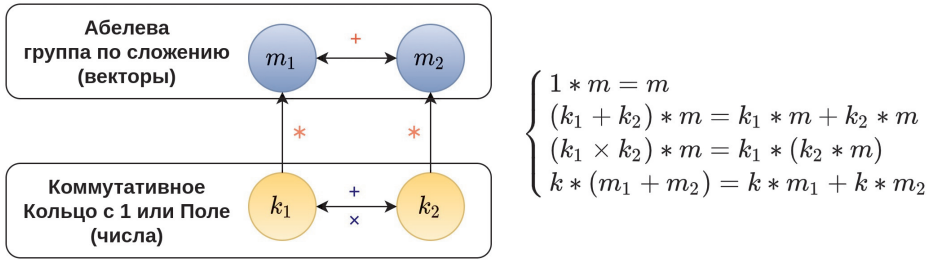 Абелева
группа по сложению
(векторы)
m₁
+
m₂
*
*
Коммутативное
Кольцо с 1 или Поле
(числа)
k₁
+
×
k₂
1 * m = m
(k₁ + k₂) * m = k₁ * m + k₂ * m
(k₁ × k₂) * m = k₁ * (k₂ * m)
k * (m₁ + m₂) = k * m₁ + k * m₂